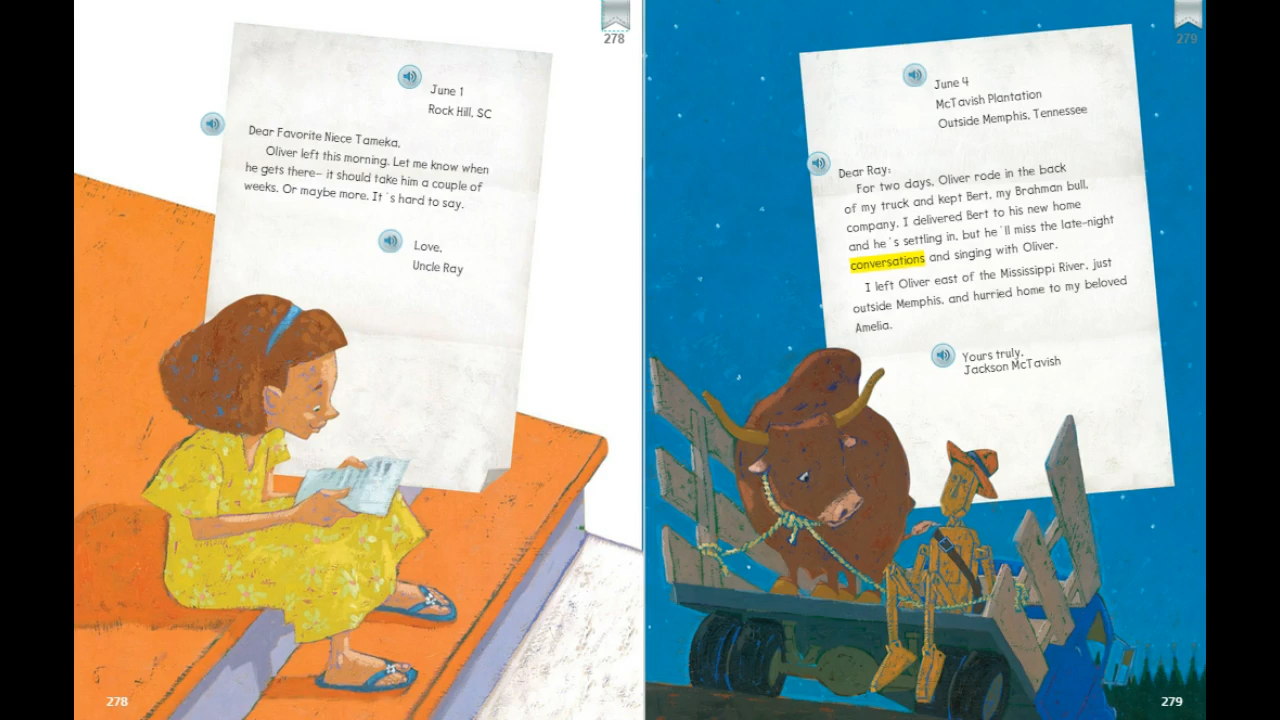 278
June 1
Rock Hill, SC
Dear Favorite Niece Tameka,
Oliver left this morning. Let me know when
he gets there– it should take him a couple of
weeks. Or maybe more. It's hard to say.
Love,
Uncle Ray
278
279
June 4
McTavish Plantation
Outside Memphis, Tennessee
Dear Ray:
For two days, Oliver rode in the back
of my truck and kept Bert, my Brahman bull,
company. I delivered Bert to his new home
and he's settling in, but he'll miss the late-night
conversations and singing with Oliver.
I left Oliver east of the Mississippi River, just
outside Memphis, and hurried home to my beloved
Amelia.
Yours truly,
Jackson McTavish
279